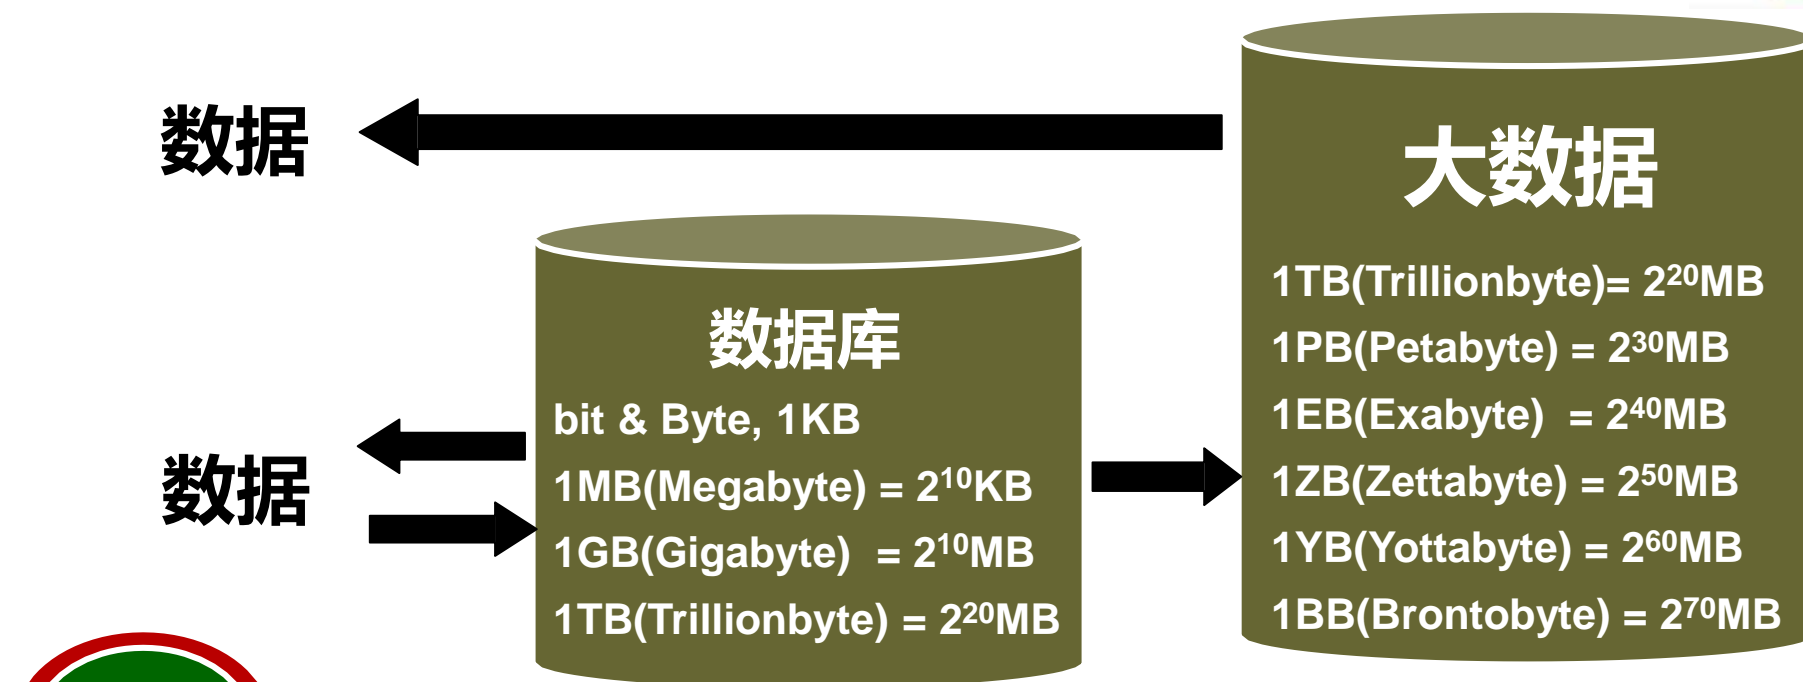 数据
大数据
1TB(Trillionbyte)= 2²⁰MB
1PB(Petabyte) = 2³⁰MB
1EB(Exabyte) = 2⁴⁰MB
1ZB(Zettabyte) = 2⁵⁰MB
1YB(Yottabyte) = 2⁶⁰MB
1BB(Brontobyte) = 2⁷⁰MB
数据
数据库
bit & Byte, 1KB
1MB(Megabyte) = 2¹⁰KB
1GB(Gigabyte) = 2¹⁰MB
1TB(Trillionbyte) = 2²⁰MB